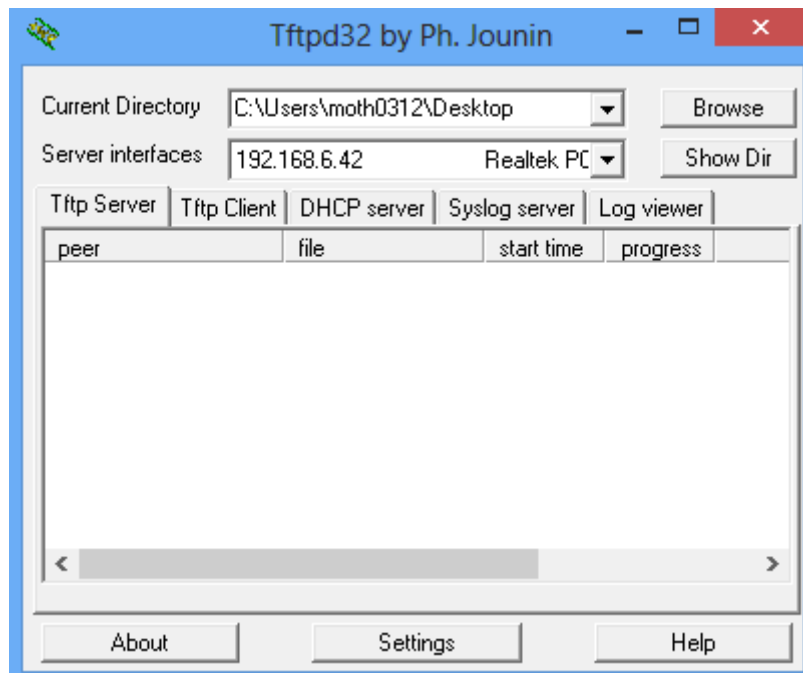 Tftpd32 by Ph. Jounin
Current Directory C:\Users\moth0312\Desktop Browse
Server interfaces 192.168.6.42 Realtek PC Show Dir
Tftp Server Tftp Client DHCP server Syslog server Log viewer
peer file start time progress
About Settings Help